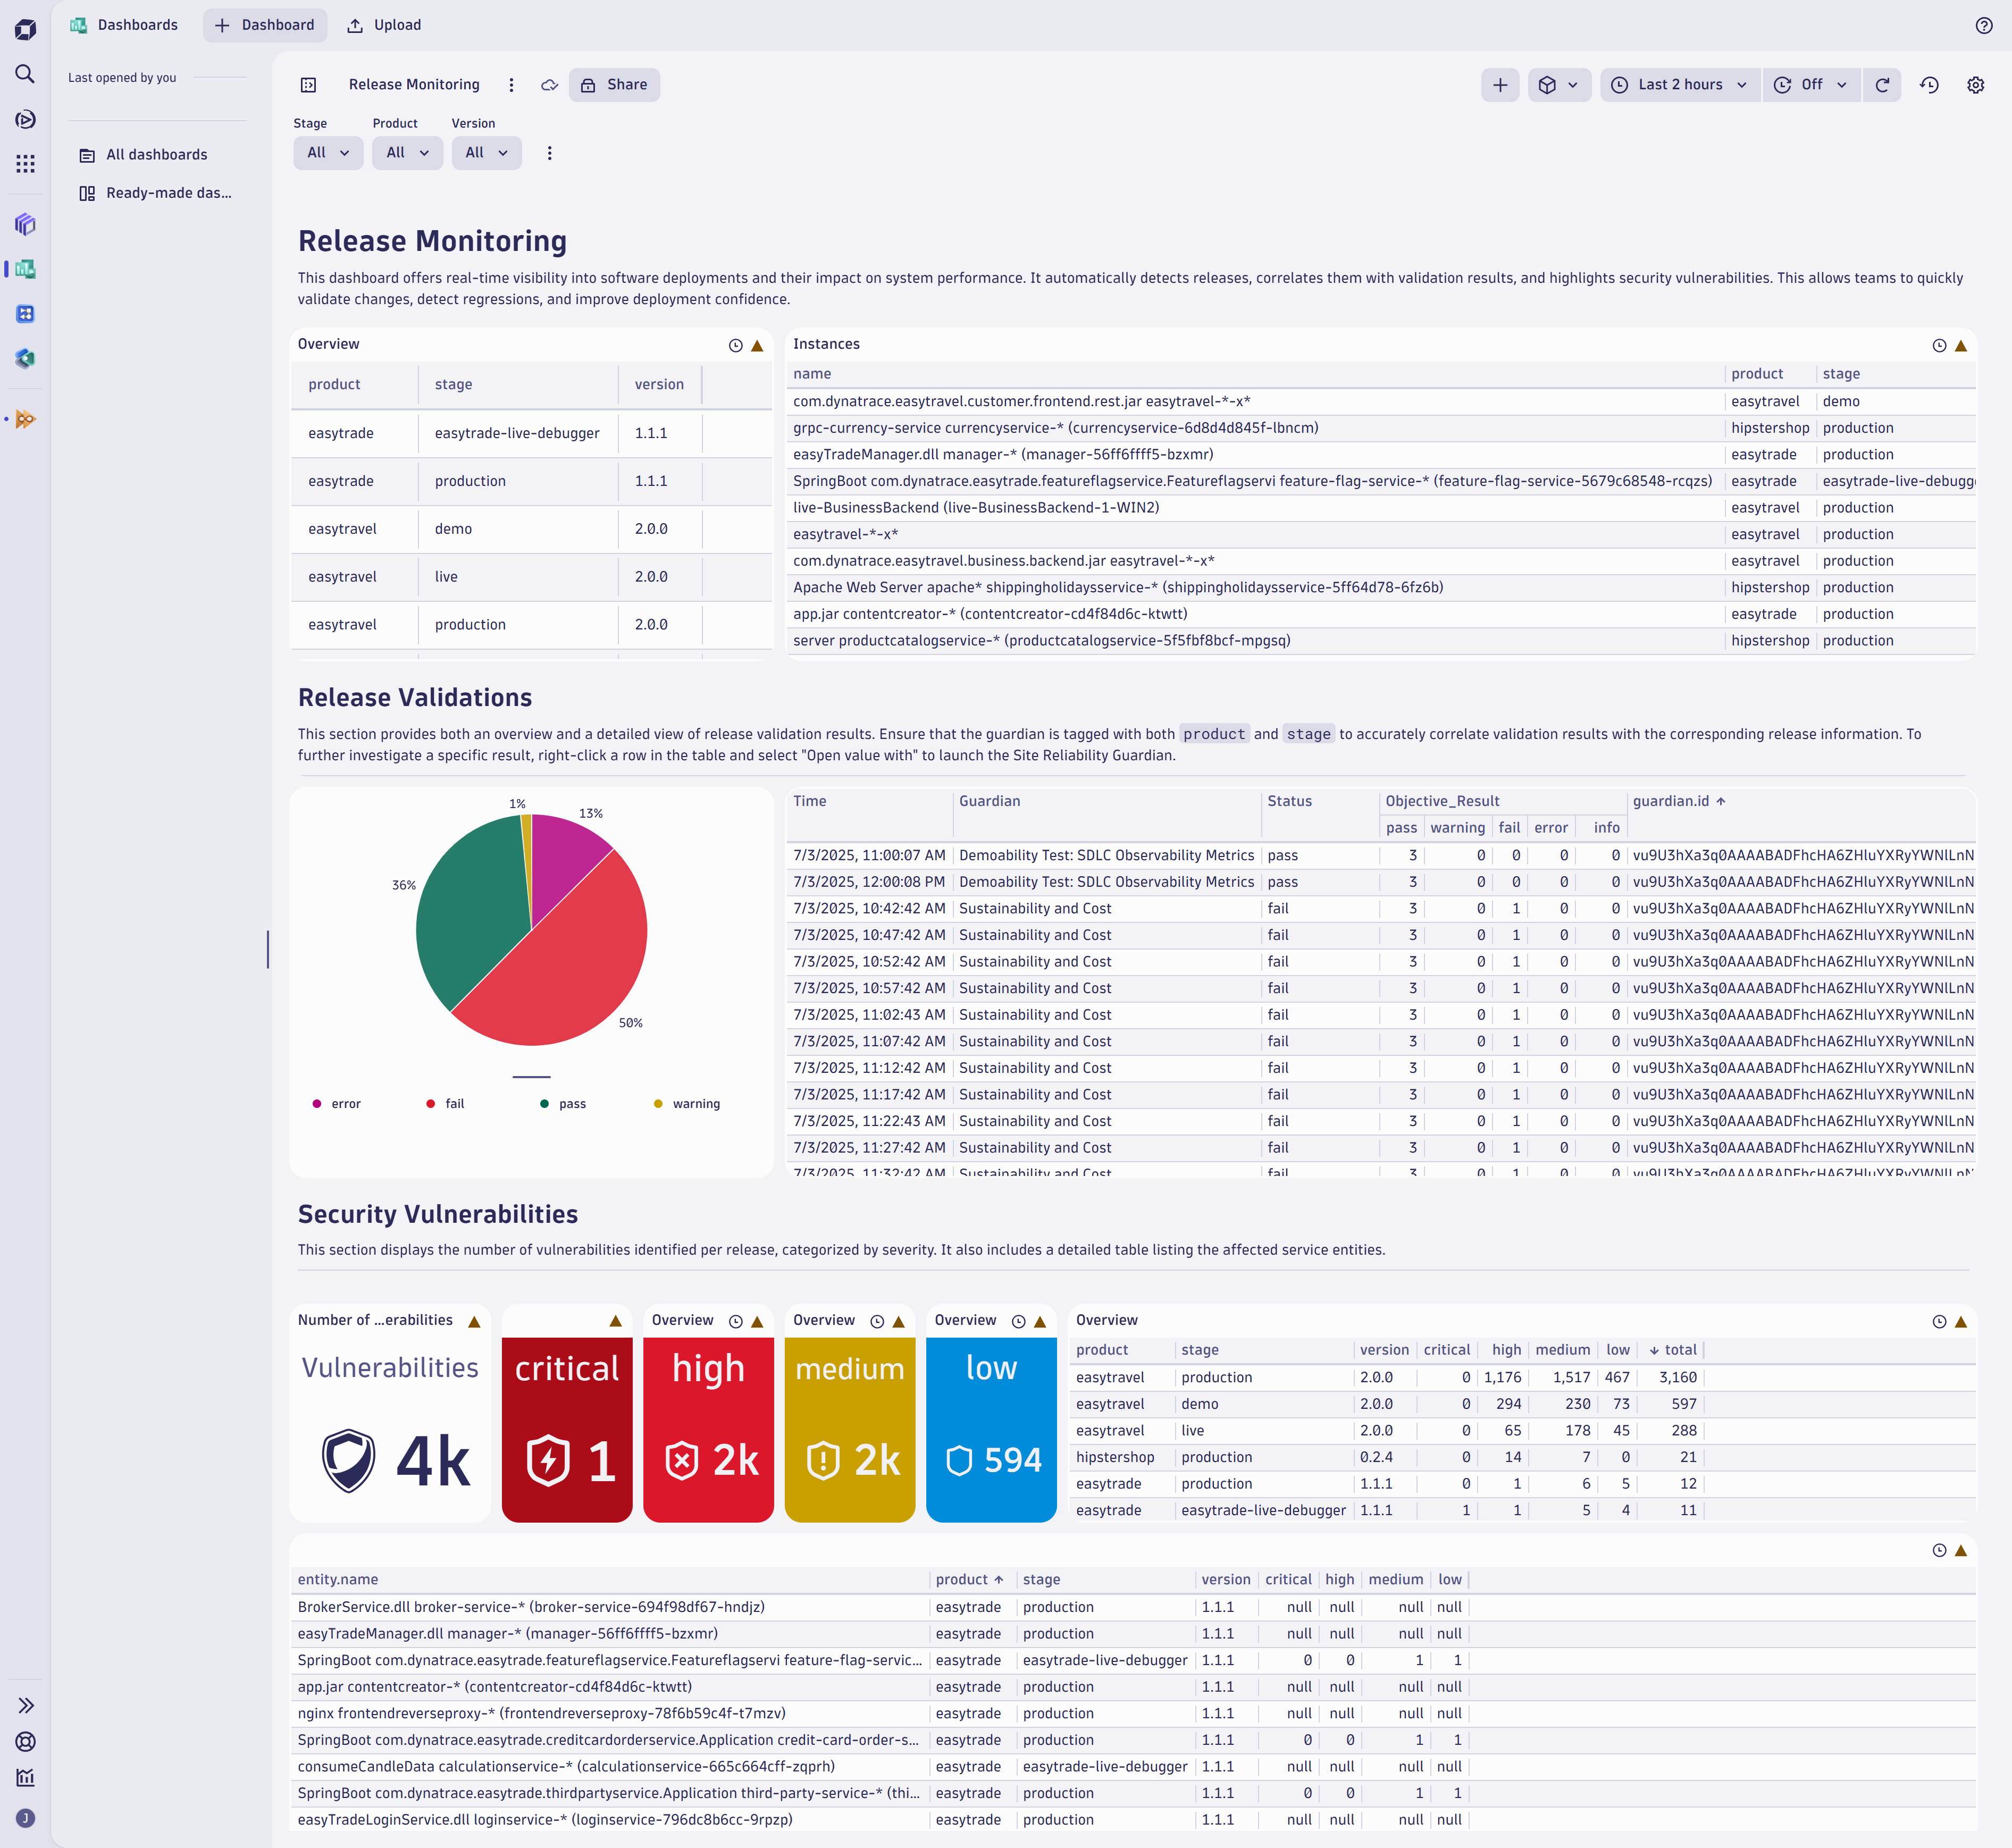 Dashboards
Dashboard
Upload
Last opened by you
All dashboards
Ready-made das...
Release Monitoring
Share
Last 2 hours
Off
Stage Product Version
All All All
Release Monitoring
This dashboard offers real-time visibility into software deployments and their impact on system performance. It automatically detects releases, correlates them with validation results, and highlights security vulnerabilities. This allows teams to quickly
validate changes, detect regressions, and improve deployment confidence.
Overview
product stage version
easytrade easytrade-live-debugger 1.1.1
easytrade production 1.1.1
easytravel demo 2.0.0
easytravel live 2.0.0
easytravel production 2.0.0
Instances
name product stage
com.dynatrace.easytravel.customer.frontend.rest.jar easytravel-*-x* easytravel demo
grpc-currency-service currencyservice-* (currencyservice-6d8d4d845f-lbncm) hipstershop production
easyTradeManager.dll manager-* (manager-56ff6ffff5-bzxmr) easytrade production
SpringBoot com.dynatrace.easytrade.featureflagservice.Featureflagservi feature-flag-service-* (feature-flag-service-5679c68548-rcqzs) easytrade easytrade-live-debugg
live-BusinessBackend (live-BusinessBackend-1-WIN2) easytravel production
easytravel-*-x* easytravel production
com.dynatrace.easytravel.business.backend.jar easytravel-*-x* easytravel production
Apache Web Server apache* shippingholidaysservice-* (shippingholidaysservice-5ff64d78-6fz6b) hipstershop production
app.jar contentcreator-* (contentcreator-cd4f84d6c-ktwtt) easytrade production
server productcatalogservice-* (productcatalogservice-5f5fbf8bcf-mpgsq) hipstershop production
Release Validations
This section provides both an overview and a detailed view of release validation results. Ensure that the guardian is tagged with both product and stage to accurately correlate validation results with the corresponding release information. To
further investigate a specific result, right-click a row in the table and select "Open value with" to launch the Site Reliability Guardian.
1%
13%
36%
50%
error fail pass warning
Time Guardian Status Objective_Result guardian.id
pass warning fail error info
7/3/2025, 11:00:07 AM Demoability Test: SDLC Observability Metrics pass 3 0 0 0 0 vu9U3hXa3q0AAAABADFhcHA6ZHluYXRyYWNlLnN
7/3/2025, 12:00:08 PM Demoability Test: SDLC Observability Metrics pass 3 0 0 0 0 vu9U3hXa3q0AAAABADFhcHA6ZHluYXRyYWNlLnN
7/3/2025, 10:42:42 AM Sustainability and Cost fail 3 0 1 0 0 vu9U3hXa3q0AAAABADFhcHA6ZHluYXRyYWNlLnN
7/3/2025, 10:47:42 AM Sustainability and Cost fail 3 0 1 0 0 vu9U3hXa3q0AAAABADFhcHA6ZHluYXRyYWNlLnN
7/3/2025, 10:52:42 AM Sustainability and Cost fail 3 0 1 0 0 vu9U3hXa3q0AAAABADFhcHA6ZHluYXRyYWNlLnN
7/3/2025, 10:57:42 AM Sustainability and Cost fail 3 0 1 0 0 vu9U3hXa3q0AAAABADFhcHA6ZHluYXRyYWNlLnN
7/3/2025, 11:02:43 AM Sustainability and Cost fail 3 0 1 0 0 vu9U3hXa3q0AAAABADFhcHA6ZHluYXRyYWNlLnN
7/3/2025, 11:07:42 AM Sustainability and Cost fail 3 0 1 0 0 vu9U3hXa3q0AAAABADFhcHA6ZHluYXRyYWNlLnN
7/3/2025, 11:12:42 AM Sustainability and Cost fail 3 0 1 0 0 vu9U3hXa3q0AAAABADFhcHA6ZHluYXRyYWNlLnN
7/3/2025, 11:17:42 AM Sustainability and Cost fail 3 0 1 0 0 vu9U3hXa3q0AAAABADFhcHA6ZHluYXRyYWNlLnN
7/3/2025, 11:22:43 AM Sustainability and Cost fail 3 0 1 0 0 vu9U3hXa3q0AAAABADFhcHA6ZHluYXRyYWNlLnN
7/3/2025, 11:27:42 AM Sustainability and Cost fail 3 0 1 0 0 vu9U3hXa3q0AAAABADFhcHA6ZHluYXRyYWNlLnN
7/3/2025, 11:32:42 AM Sustainability and Cost fail 3 0 1 0 0 vu9U3hXa3q0AAAABADFhcHA6ZHluYXRyYWNlLnN
Security Vulnerabilities
This section displays the number of vulnerabilities identified per release, categorized by severity. It also includes a detailed table listing the affected service entities.
Number of ...erabilities
Vulnerabilities
4k
critical
1
Overview
high
2k
Overview
medium
2k
Overview
low
594
Overview
product stage version critical high medium low total
easytravel production 2.0.0 0 1,176 1,517 467 3,160
easytravel demo 2.0.0 0 294 230 73 597
easytravel live 2.0.0 0 65 178 45 288
hipstershop production 0.2.4 0 14 7 0 21
easytrade production 1.1.1 0 1 6 5 12
easytrade easytrade-live-debugger 1.1.1 1 1 5 4 11
entity.name product stage version critical high medium low
BrokerService.dll broker-service-* (broker-service-694f98df67-hndjz) easytrade production 1.1.1 null null null null
easyTradeManager.dll manager-* (manager-56ff6ffff5-bzxmr) easytrade production 1.1.1 null null null null
SpringBoot com.dynatrace.easytrade.featureflagservice.Featureflagservi feature-flag-servic... easytrade easytrade-live-debugger 1.1.1 0 0 1 1
app.jar contentcreator-* (contentcreator-cd4f84d6c-ktwtt) easytrade production 1.1.1 null null null null
nginx frontendreverseproxy-* (frontendreverseproxy-78f6b59c4f-t7mzv) easytrade production 1.1.1 null null null null
SpringBoot com.dynatrace.easytrade.creditcardorderservice.Application credit-card-order-s... easytrade production 1.1.1 0 0 1 1
consumeCandleData calculationservice-* (calculationservice-665c664cff-zqprh) easytrade easytrade-live-debugger 1.1.1 null null null null
SpringBoot com.dynatrace.easytrade.thirdpartyservice.Application third-party-service-* (thi... easytrade production 1.1.1 0 0 1 1
easyTradeLoginService.dll loginservice-* (loginservice-796dc8b6cc-9rpzp) easytrade production 1.1.1 null null null null
J